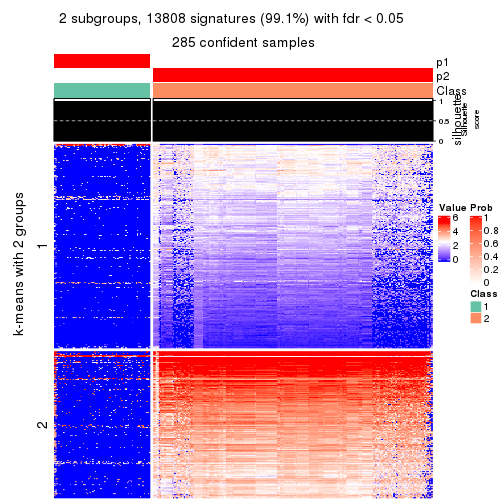 2 subgroups, 13808 signatures (99.1%) with fdr < 0.05
285 confident samples
p1
p2
Class
silhouette
Silhouette
score
1
0.5
0
k-means with 2 groups
1
2
Value
6
4
2
0
Prob
1
0.8
0.6
0.4
0.2
0
Class
1
2